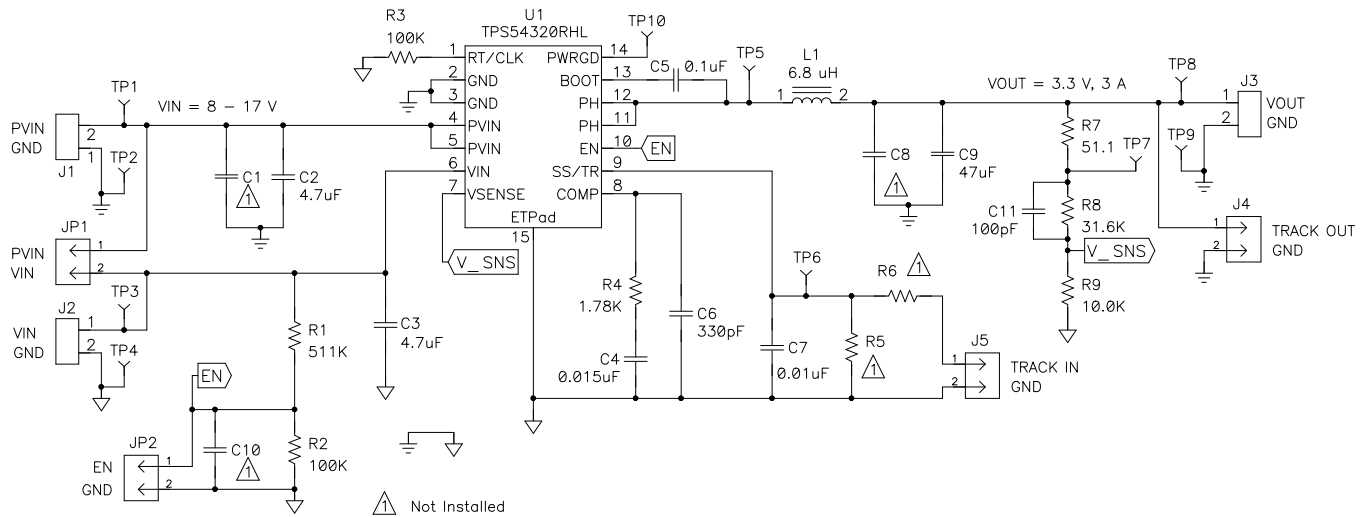 U1
TPS54320RHL
R3
100K
1 RT/CLK PWRGD 14
2 GND BOOT 13
3 GND PH 12
4 PVIN PH 11
5 PVIN EN 10
6 VIN SS/TR 9
7 VSENSE COMP 8
ETPad
15
TP10
C5 0.1uF
TP5
L1
6.8 uH
1 2
VOUT = 3.3 V, 3 A
TP8
J3
1 VOUT
2 GND
TP9
TP1
VIN = 8 – 17 V
PVIN 2
GND 1
J1
TP2
C1
1
C2
4.7uF
EN
C8
1
C9
47uF
R7
51.1
TP7
C11
100pF
R8
31.6K
V_SNS
R9
10.0K
J4
1 TRACK OUT
2 GND
JP1
PVIN 1
VIN 2
V_SNS
TP3
J2
VIN 1
GND 2
TP4
R1
511K
C3
4.7uF
R4
1.78K
C4
0.015uF
C6
330pF
TP6
R6
1
C7
0.01uF
R5
1
J5
1 TRACK IN
2 GND
EN
JP2
EN 1
GND 2
C10
1
R2
100K
1 Not Installed